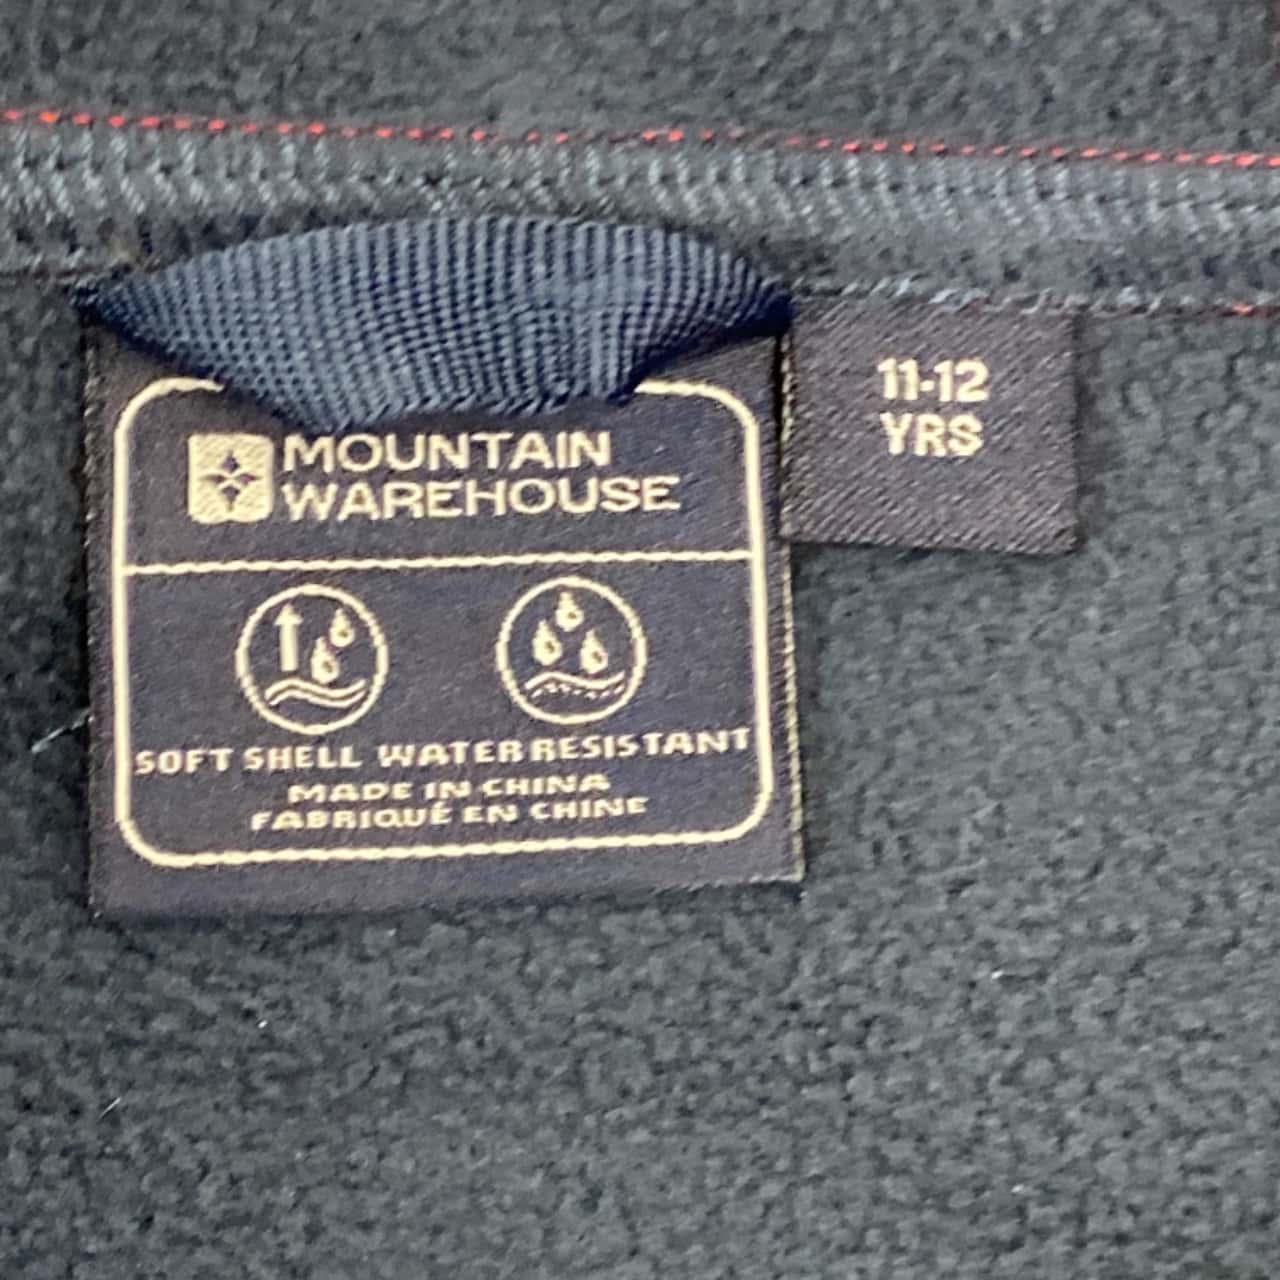 MOUNTAIN
WAREHOUSE
SOFT SHELL WATER RESISTANT
MADE IN CHINA
FABRIQUÉ EN CHINE
11-12
YRS